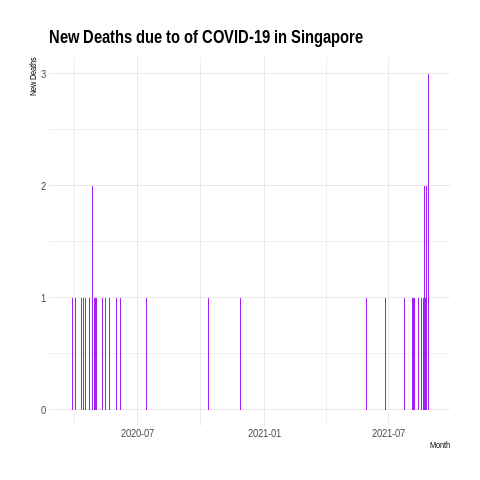 New Deaths due to of COVID-19 in Singapore
New Deaths
3
2
1
0
2020-07
2021-01
2021-07
Month